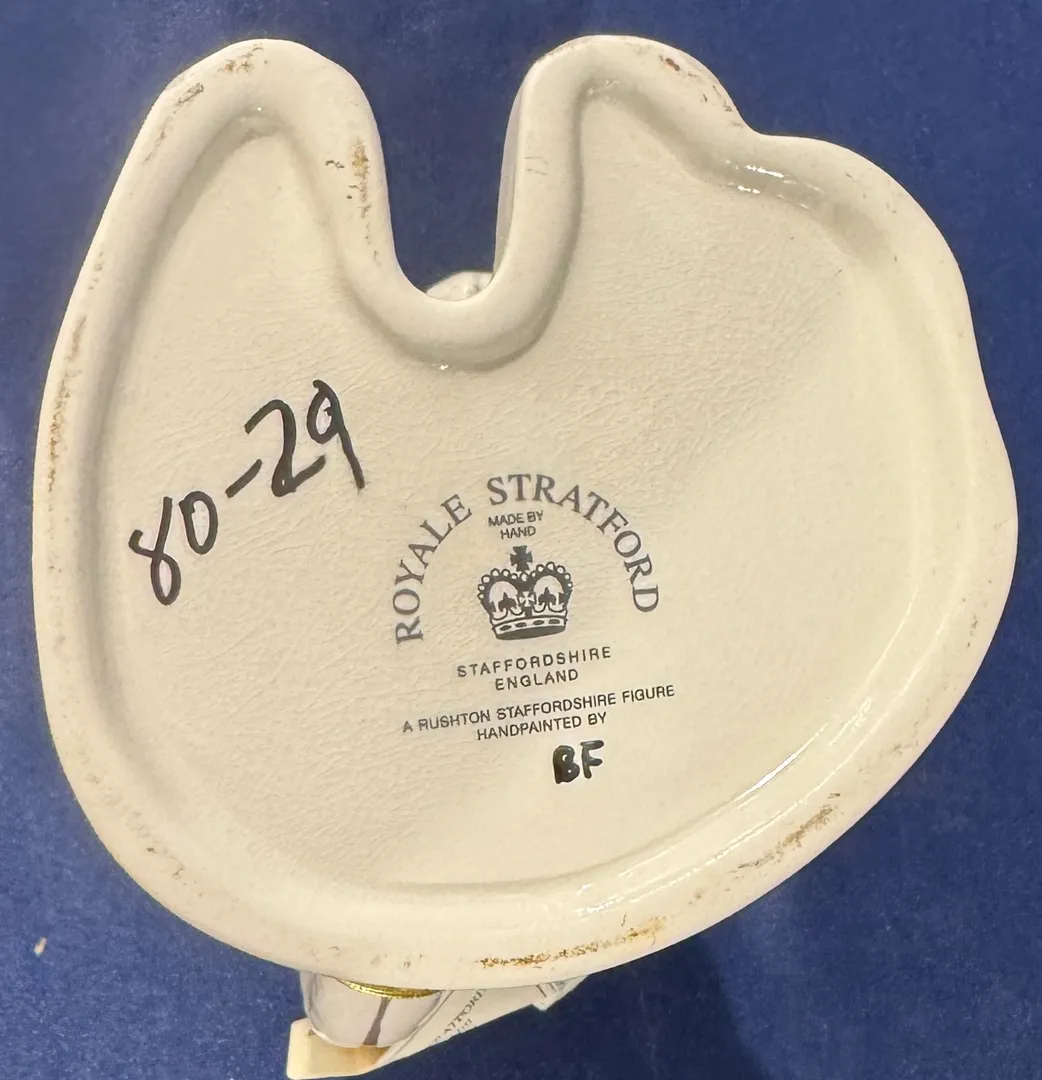 80-29
ROYALE STRATFORD
MADE BY
HAND
STAFFORDSHIRE
ENGLAND
A RUSHTON STAFFORDSHIRE FIGURE
HANDPAINTED BY
BF